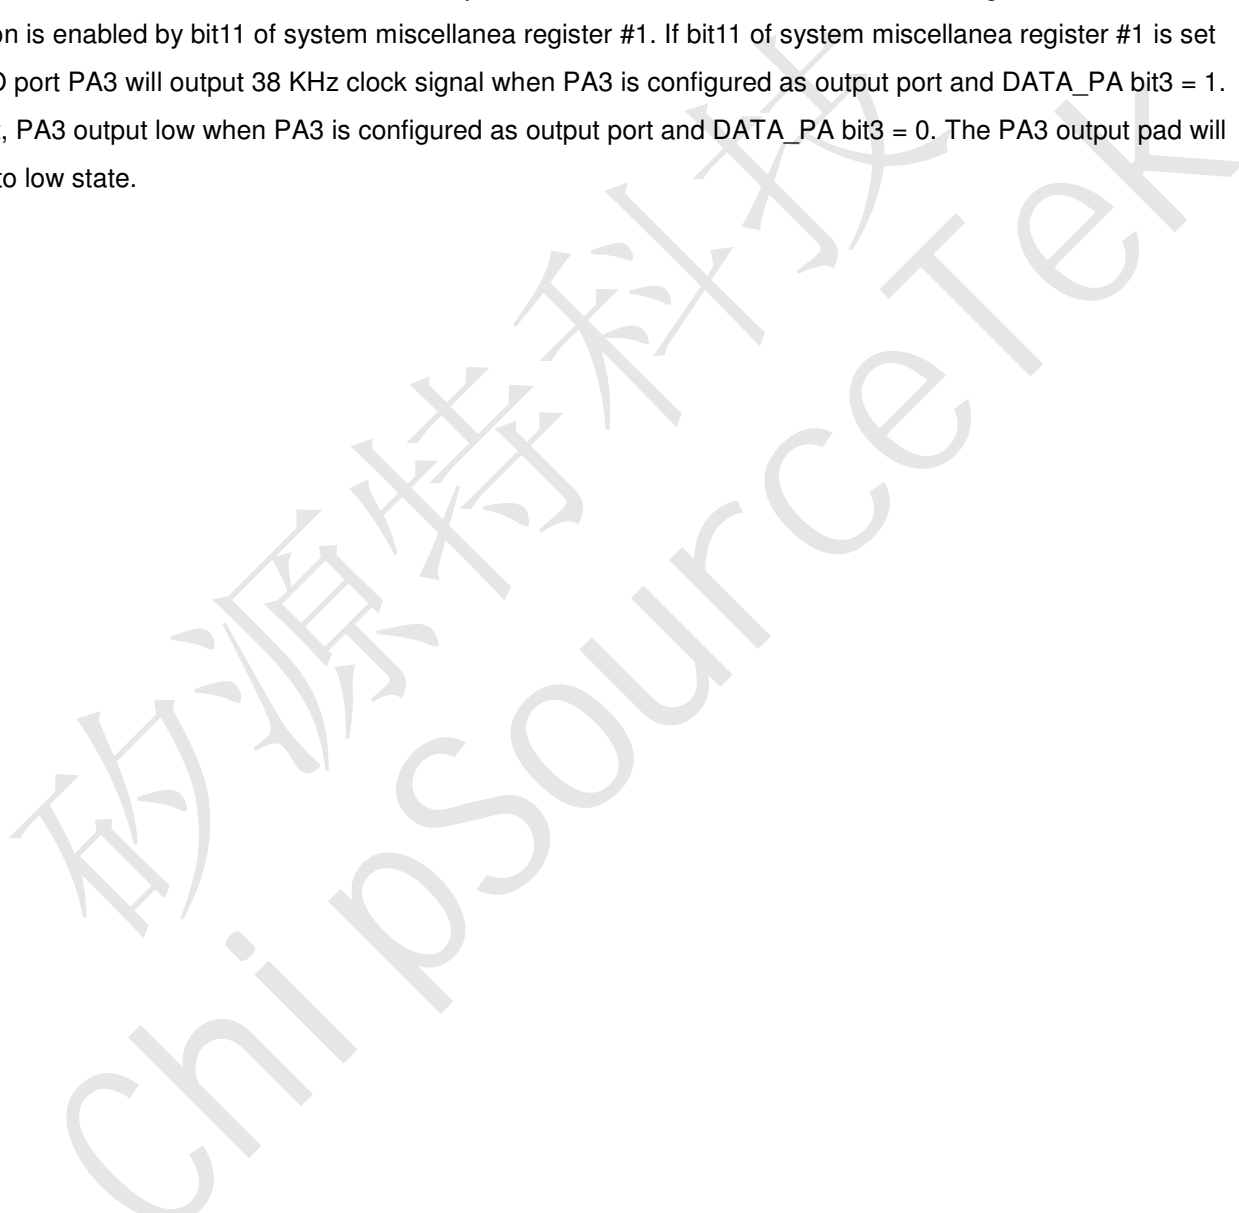 on is enabled by bit11 of system miscellanea register #1. If bit11 of system miscellanea register #1 is set
port PA3 will output 38 KHz clock signal when PA3 is configured as output port and DATA_PA bit3 = 1.
, PA3 output low when PA3 is configured as output port and DATA_PA bit3 = 0. The PA3 output pad will
to low state.
矽源特科技
ChipSourceTek